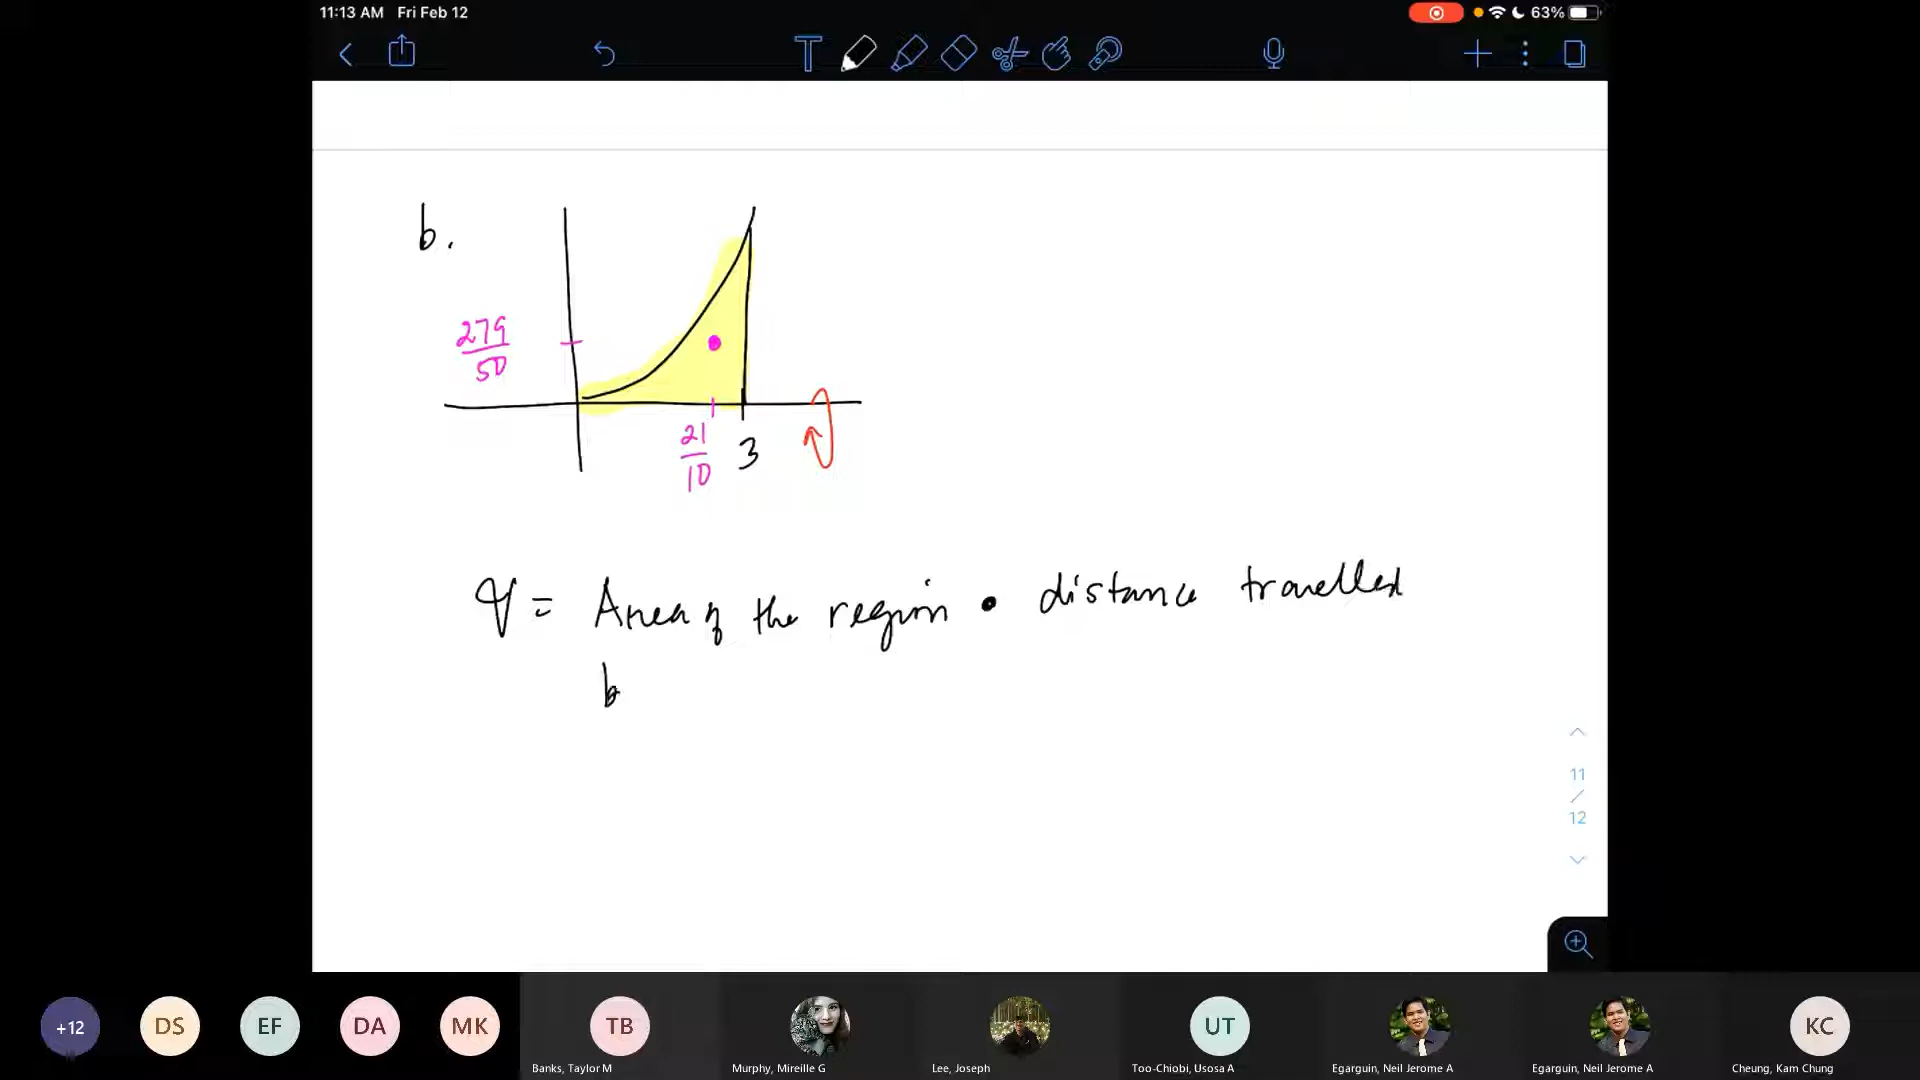 11:13 AM Fri Feb 12
63%
b.
279
50
21
10
3
V = Area of the region • distance travelled
b
11
/
12
+12
DS
EF
DA
MK
TB
UT
KC
Banks, Taylor M
Murphy, Mireille G
Lee, Joseph
Too-Chiobi, Usosa A
Egarguin, Neil Jerome A
Egarguin, Neil Jerome A
Cheung, Kam Chung